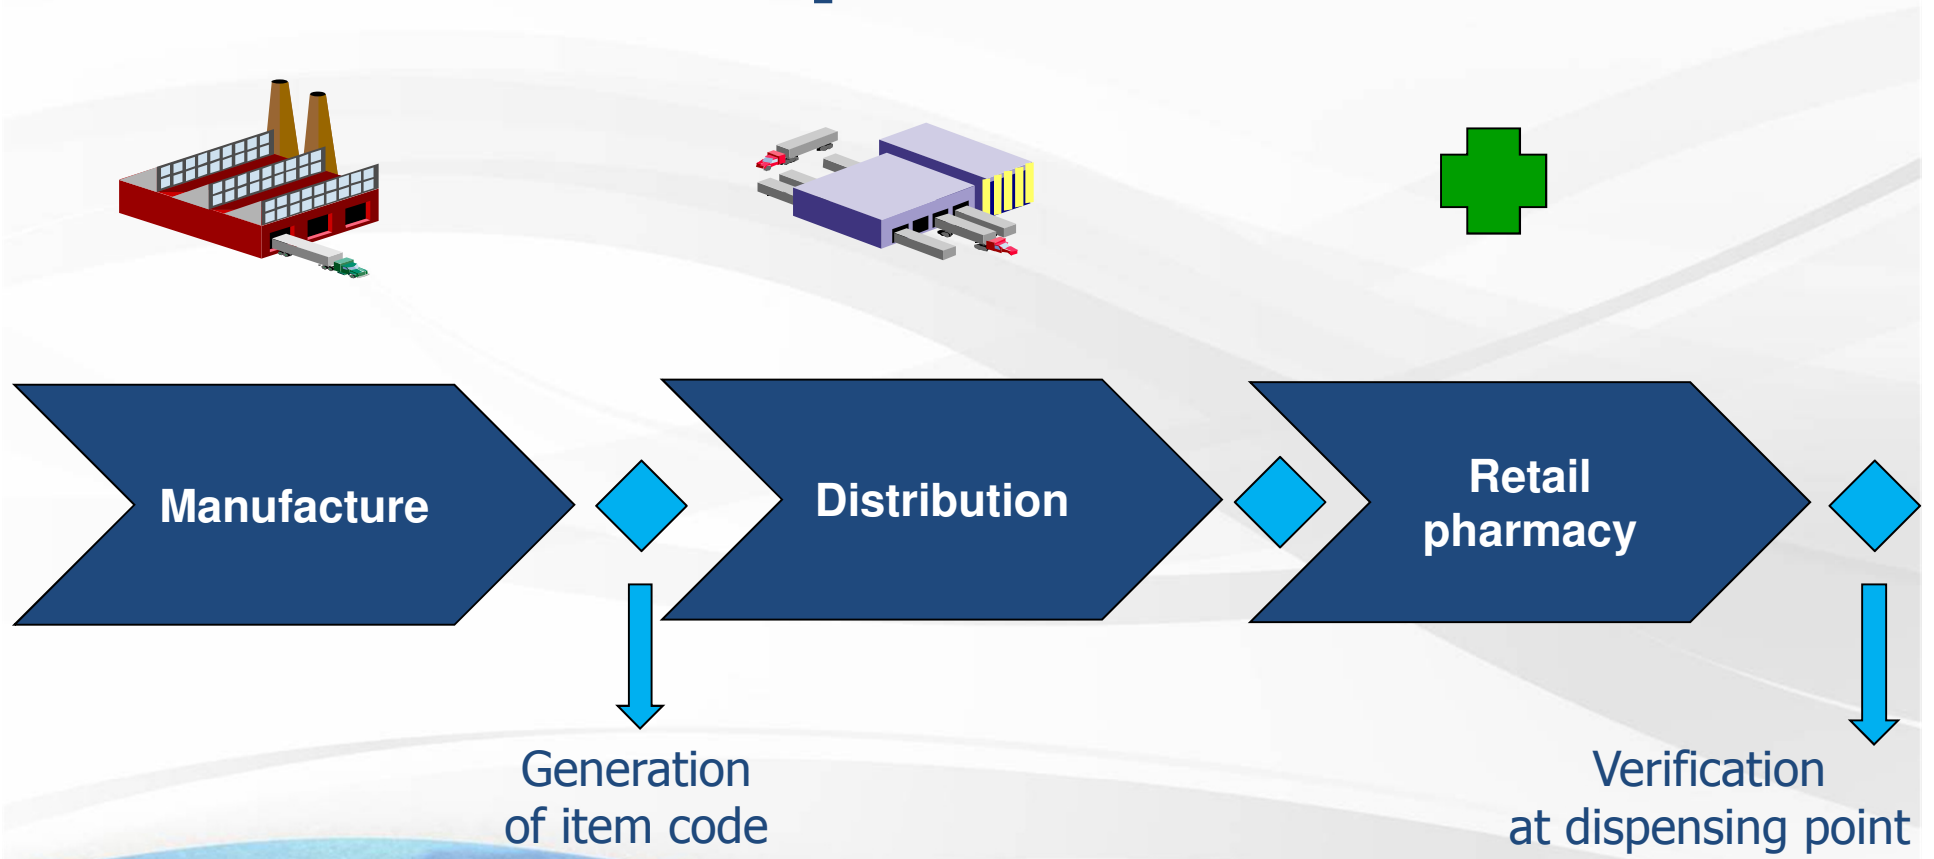 Manufacture
Distribution
Retail
pharmacy
Generation
of item code
Verification
at dispensing point